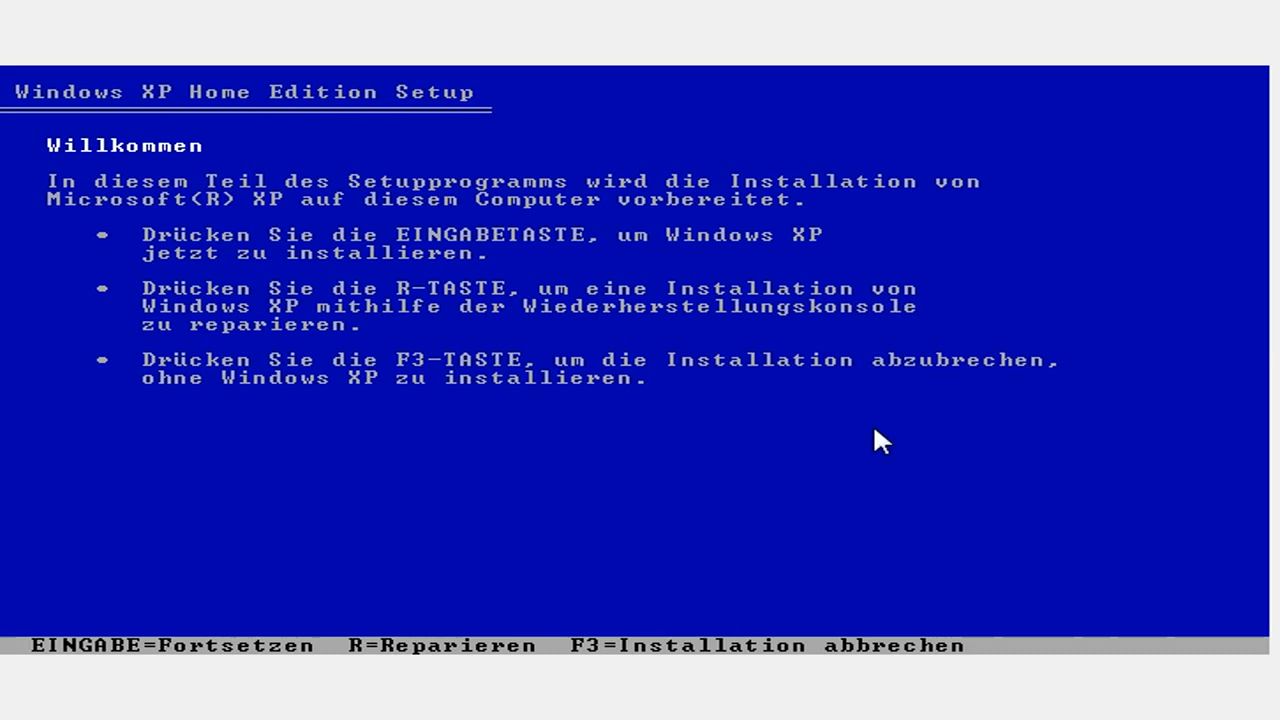 Windows XP Home Edition Setup
Willkommen
In diesem Teil des Setupprogramms wird die Installation von
Microsoft(R) XP auf diesem Computer vorbereitet.
• Drücken Sie die EINGABETASTE, um Windows XP
jetzt zu installieren.
• Drücken Sie die R-TASTE, um eine Installation von
Windows XP mithilfe der Wiederherstellungskonsole
zu reparieren.
• Drücken Sie die F3-TASTE, um die Installation abzubrechen,
ohne Windows XP zu installieren.
EINGABE=Fortsetzen R=Reparieren F3=Installation abbrechen